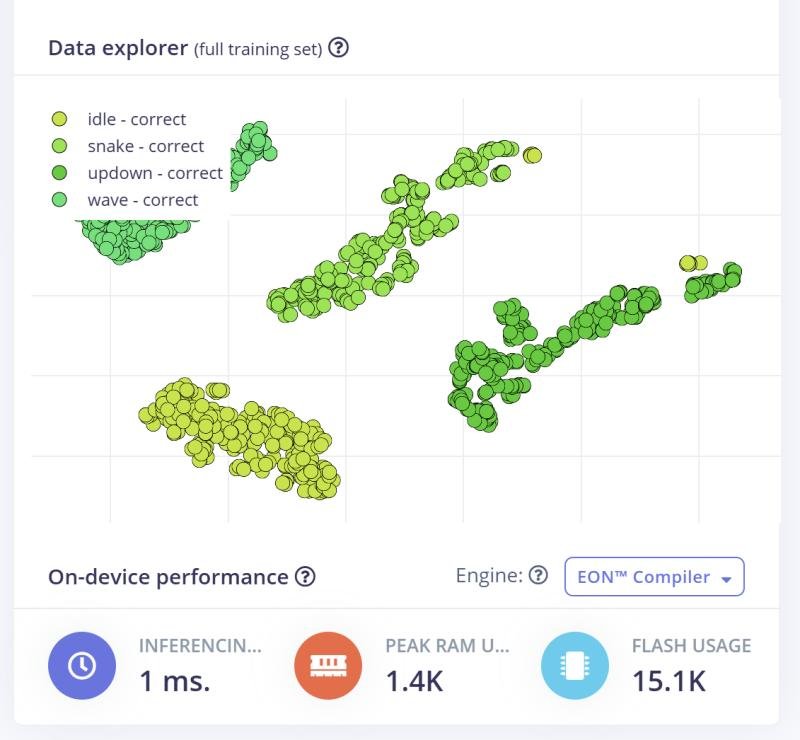 Data explorer (full training set) ?
idle - correct
snake - correct
updown - correct
wave - correct
On-device performance ?
Engine: ?
EON™ Compiler
INFERENCIN...
1 ms.
PEAK RAM U...
1.4K
FLASH USAGE
15.1K